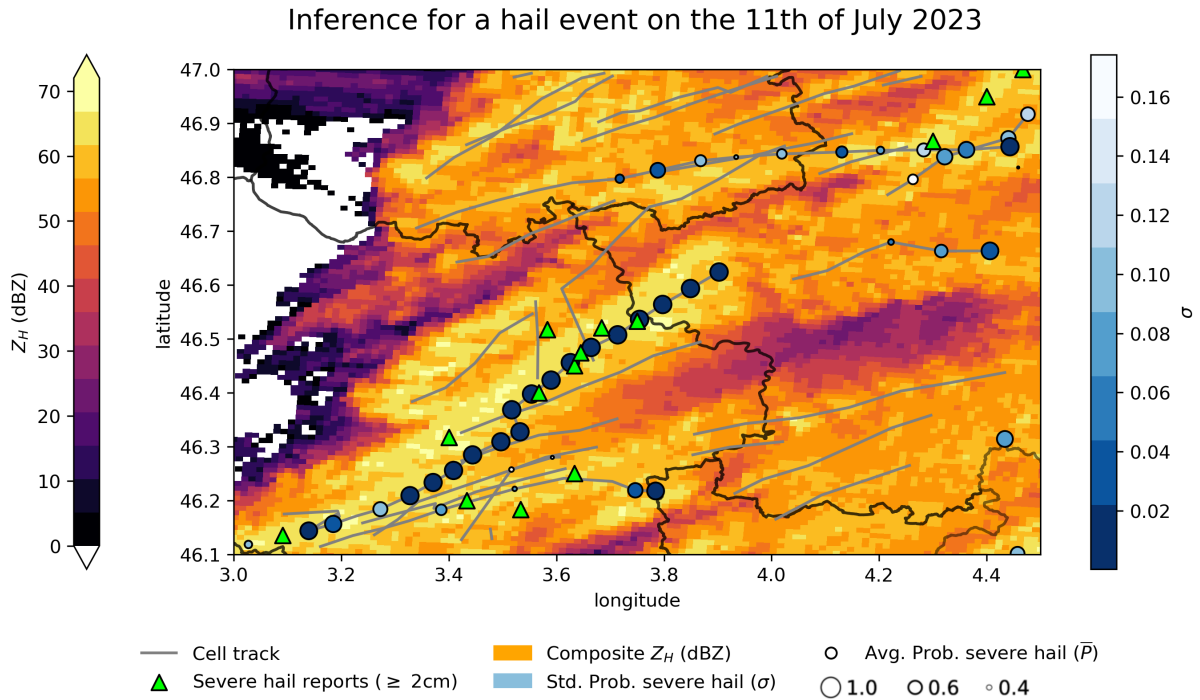 Inference for a hail event on the 11th of July 2023
70
60
50
40
30
20
10
0
Z_H (dBZ)
47.0
46.9
46.8
46.7
46.6
46.5
46.4
46.3
46.2
46.1
latitude
3.0 3.2 3.4 3.6 3.8 4.0 4.2 4.4
longitude
0.16
0.14
0.12
0.10
0.08
0.06
0.04
0.02
σ
Cell track
Severe hail reports (≥ 2cm)
Composite Z_H (dBZ)
Std. Prob. severe hail (σ)
Avg. Prob. severe hail (P̅)
1.0 0.6 0.4